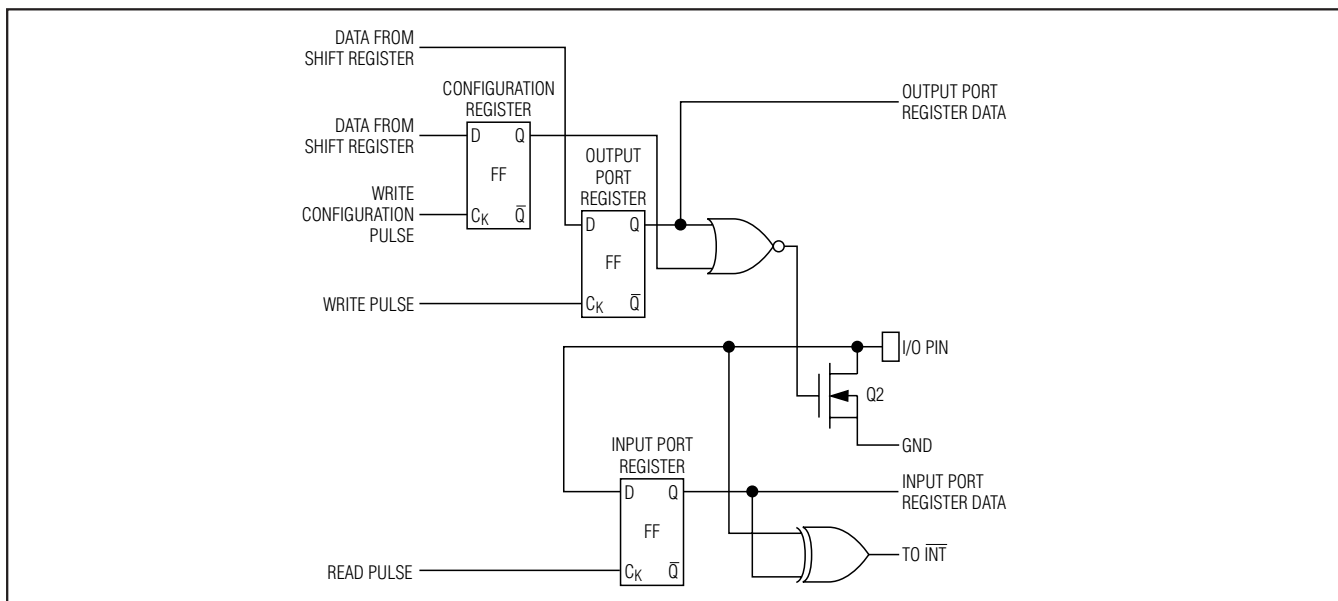 DATA FROM
SHIFT REGISTER
CONFIGURATION
REGISTER
DATA FROM
SHIFT REGISTER
D Q
FF
WRITE
CONFIGURATION
PULSE
CK Q̅
OUTPUT
PORT
REGISTER
D Q
FF
CK Q̅
WRITE PULSE
OUTPUT PORT
REGISTER DATA
I/O PIN
Q2
GND
INPUT PORT
REGISTER
D Q
FF
CK Q̅
READ PULSE
INPUT PORT
REGISTER DATA
TO I̅N̅T̅